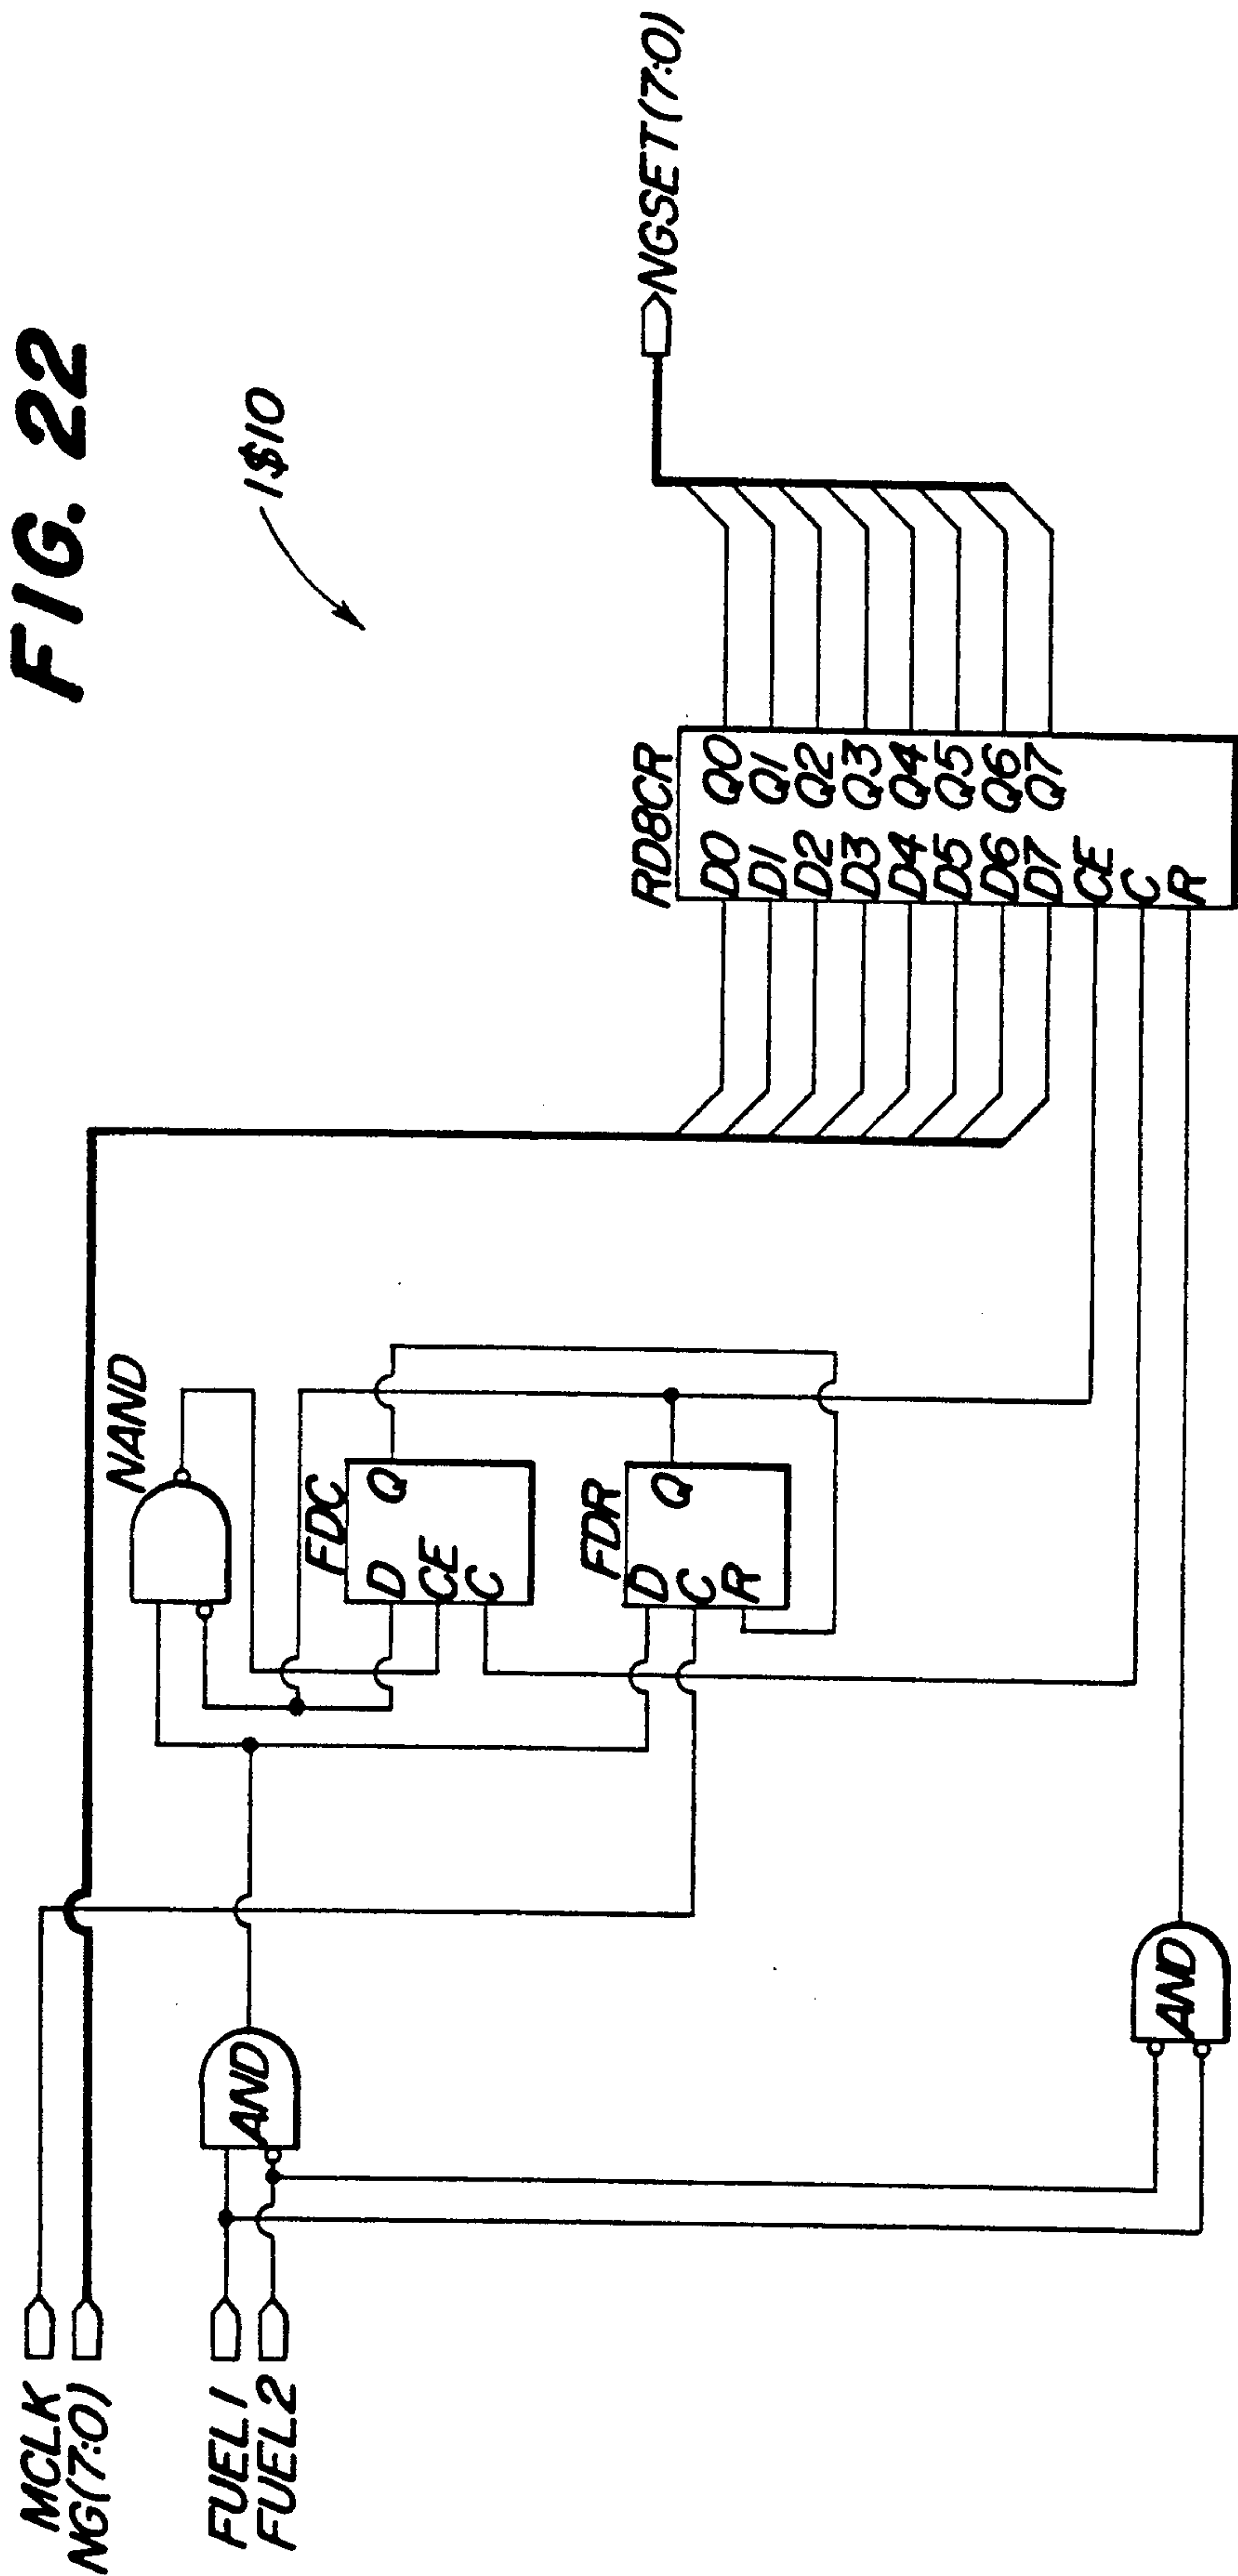 FIG. 22
1$10
MCLK
NG(7:0)
FUEL1
FUEL2
AND
NAND
FDC
D Q
CE
C
FDR
D Q
C
R
AND
RD8CR
D0 Q0
D1 Q1
D2 Q2
D3 Q3
D4 Q4
D5 Q5
D6 Q6
D7 Q7
CE
C
R
NGSET(7:0)